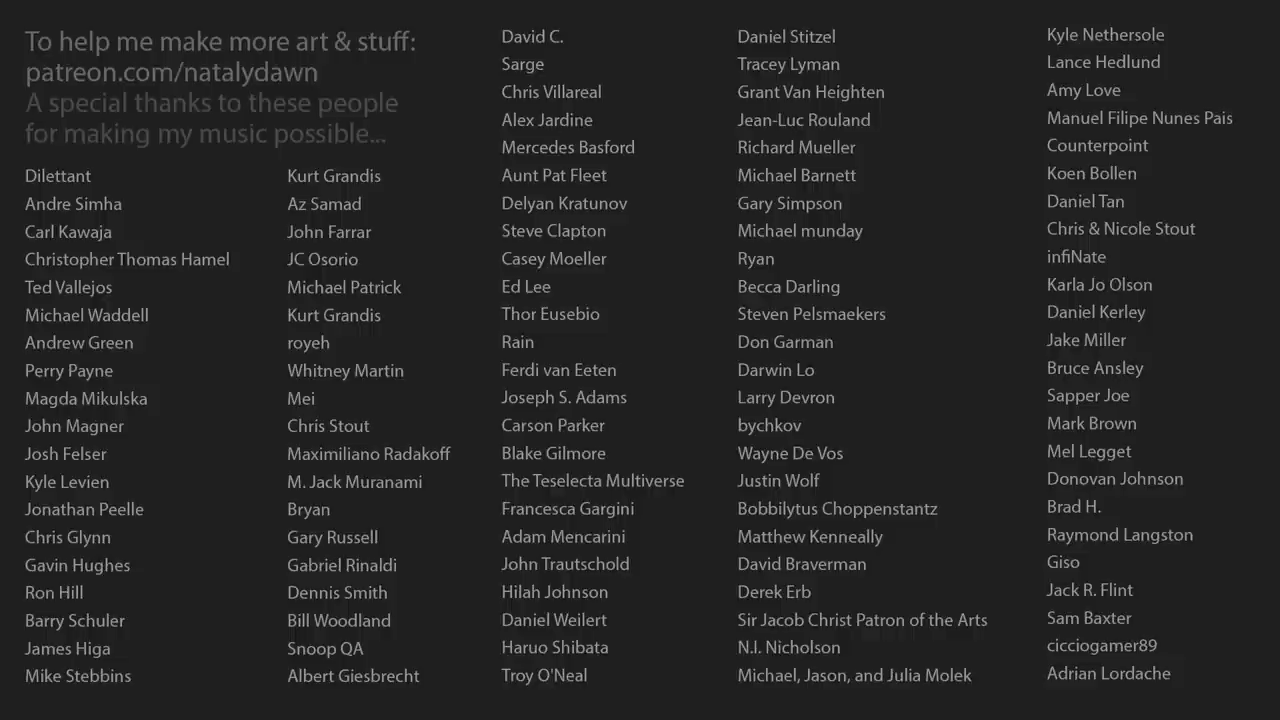 To help me make more art & stuff:
patreon.com/natalydawn
A special thanks to these people
for making my music possible...
Dilettant
Andre Simha
Carl Kawaja
Christopher Thomas Hamel
Ted Vallejos
Michael Waddell
Andrew Green
Perry Payne
Magda Mikulska
John Magner
Josh Felser
Kyle Levien
Jonathan Peelle
Chris Glynn
Gavin Hughes
Ron Hill
Barry Schuler
James Higa
Mike Stebbins
Kurt Grandis
Az Samad
John Farrar
JC Osorio
Michael Patrick
Kurt Grandis
royeh
Whitney Martin
Mei
Chris Stout
Maximiliano Radakoff
M. Jack Muranami
Bryan
Gary Russell
Gabriel Rinaldi
Dennis Smith
Bill Woodland
Snoop QA
Albert Giesbrecht
David C.
Sarge
Chris Villareal
Alex Jardine
Mercedes Basford
Aunt Pat Fleet
Delyan Kratunov
Steve Clapton
Casey Moeller
Ed Lee
Thor Eusebio
Rain
Ferdi van Eeten
Joseph S. Adams
Carson Parker
Blake Gilmore
The Teselecta Multiverse
Francesca Gargini
Adam Mencarini
John Trautschold
Hilah Johnson
Daniel Weilert
Haruo Shibata
Troy O'Neal
Daniel Stitzel
Tracey Lyman
Grant Van Heighten
Jean-Luc Rouland
Richard Mueller
Michael Barnett
Gary Simpson
Michael munday
Ryan
Becca Darling
Steven Pelsmaekers
Don Garman
Darwin Lo
Larry Devron
bychkov
Wayne De Vos
Justin Wolf
Bobbilytus Choppenstantz
Matthew Kenneally
David Braverman
Derek Erb
Sir Jacob Christ Patron of the Arts
N.I. Nicholson
Michael, Jason, and Julia Molek
Kyle Nethersole
Lance Hedlund
Amy Love
Manuel Filipe Nunes Pais
Counterpoint
Koen Bollen
Daniel Tan
Chris & Nicole Stout
infiNate
Karla Jo Olson
Daniel Kerley
Jake Miller
Bruce Ansley
Sapper Joe
Mark Brown
Mel Legget
Donovan Johnson
Brad H.
Raymond Langston
Giso
Jack R. Flint
Sam Baxter
cicciogamer89
Adrian Lordache